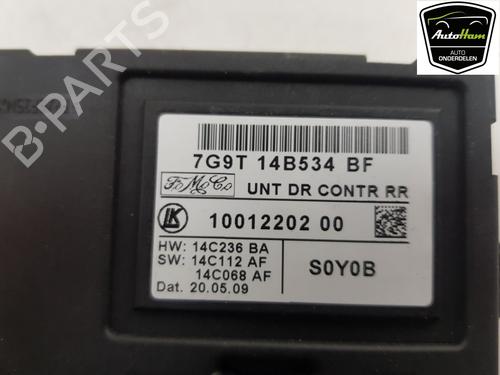 AutoHam
AUTO
ONDERDELEN
B-PARTS
7G9T 14B534 BF
F M C
UNT DR CONTR RR
LK
10012202 00
HW: 14C236 BA
SW: 14C112 AF
14C068 AF
S0Y0B
Dat. 20.05.09